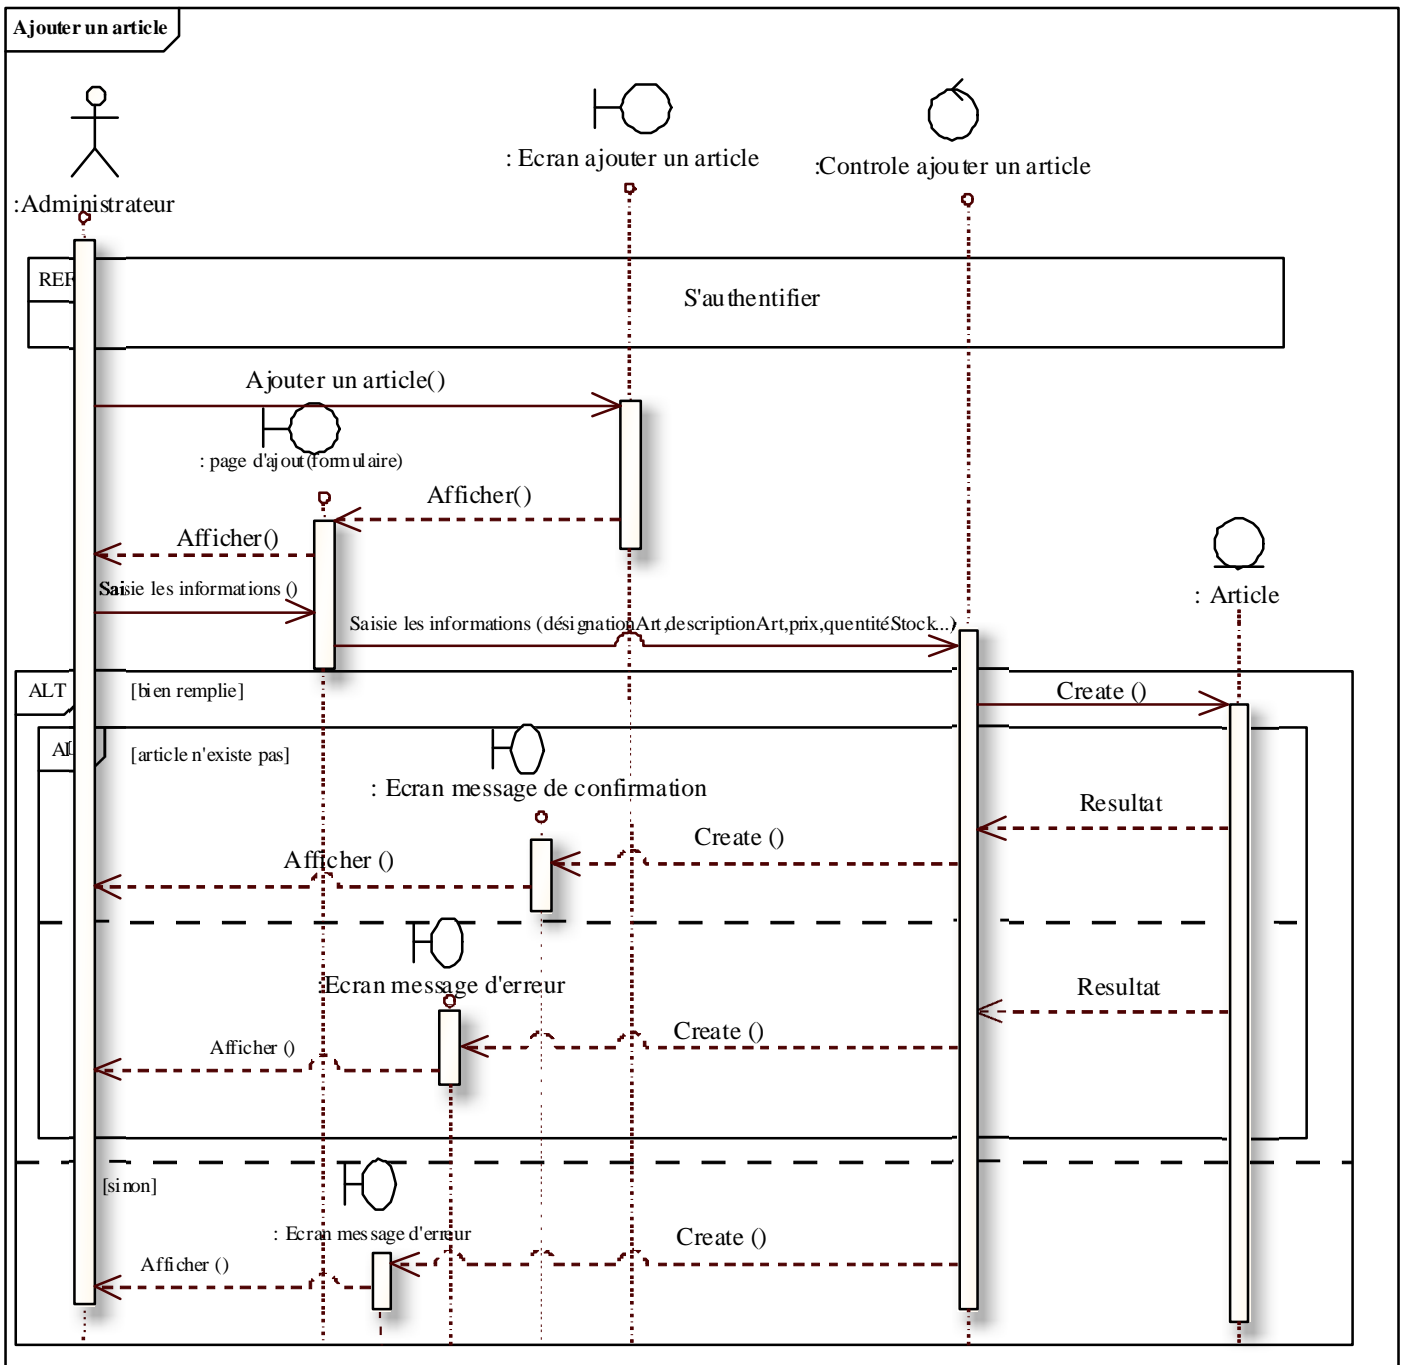 Ajouter un article
: Ecran ajouter un article
:Controle ajouter un article
:Administrateur
REF
S'authentifier
Ajouter un article()
: page d'ajout(formulaire)
Afficher()
Afficher()
: Article
Saisie les informations ()
Saisie les informations (désignationArt,descriptionArt,prix,quentitéStock...)
ALT
[bien remplie]
Create ()
[article n'existe pas]
: Ecran message de confirmation
Resultat
Create ()
Afficher ()
:Ecran message d'erreur
Resultat
Create ()
Afficher ()
[sinon]
: Ecran message d'erreur
Create ()
Afficher ()